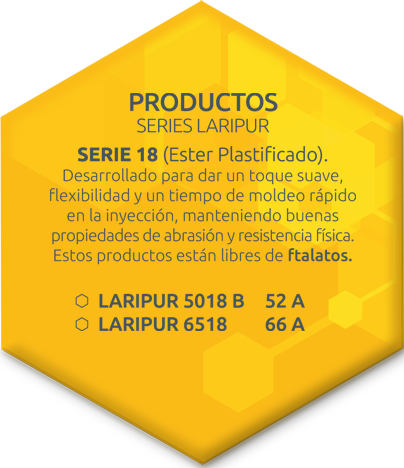 PRODUCTOS
SERIES LARIPUR
SERIE 18 (Ester Plastificado).
Desarrollado para dar un toque suave,
flexibilidad y un tiempo de moldeo rápido
en la inyección, manteniendo buenas
propiedades de abrasión y resistencia física.
Estos productos están libres de ftalatos.
LARIPUR 5018 B 52 A
LARIPUR 6518 66 A